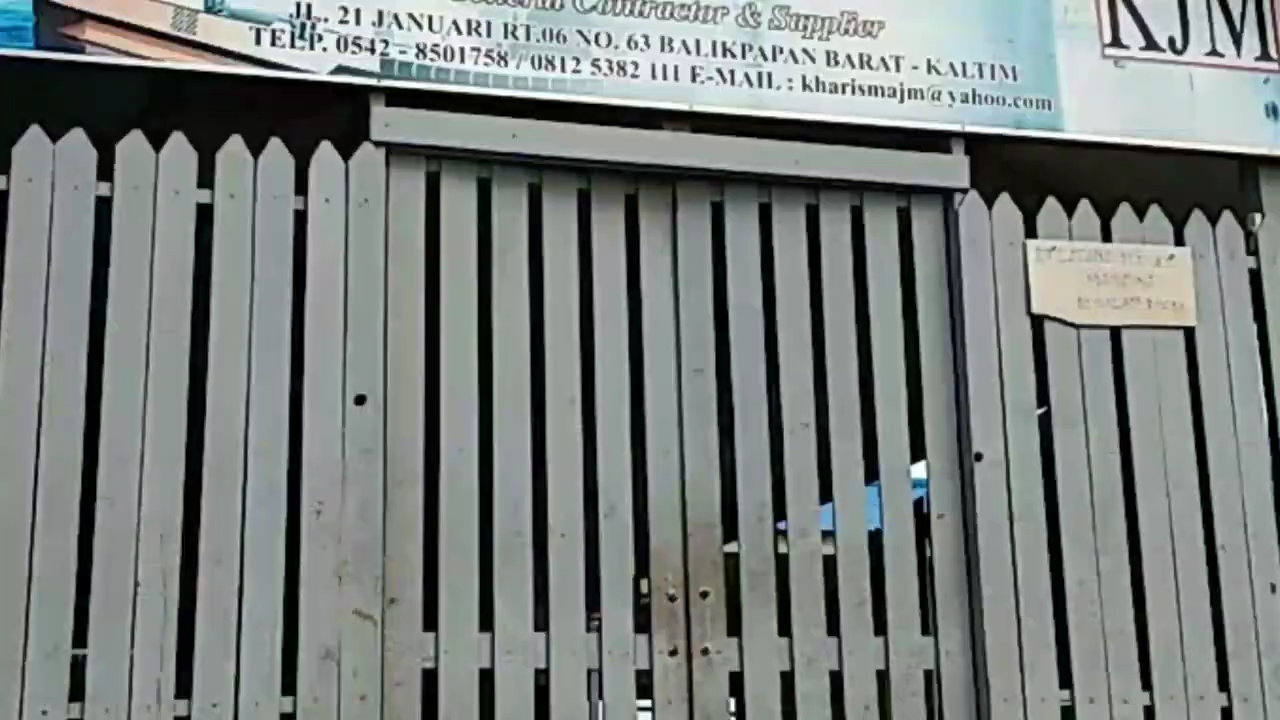 General Contractor & Supplier
JL. 21 JANUARI RT.06 NO. 63 BALIKPAPAN BARAT - KALTIM
TELP. 0542 - 8501758 / 0812 5382 111 E-MAIL : kharismajm@yahoo.com
KJM